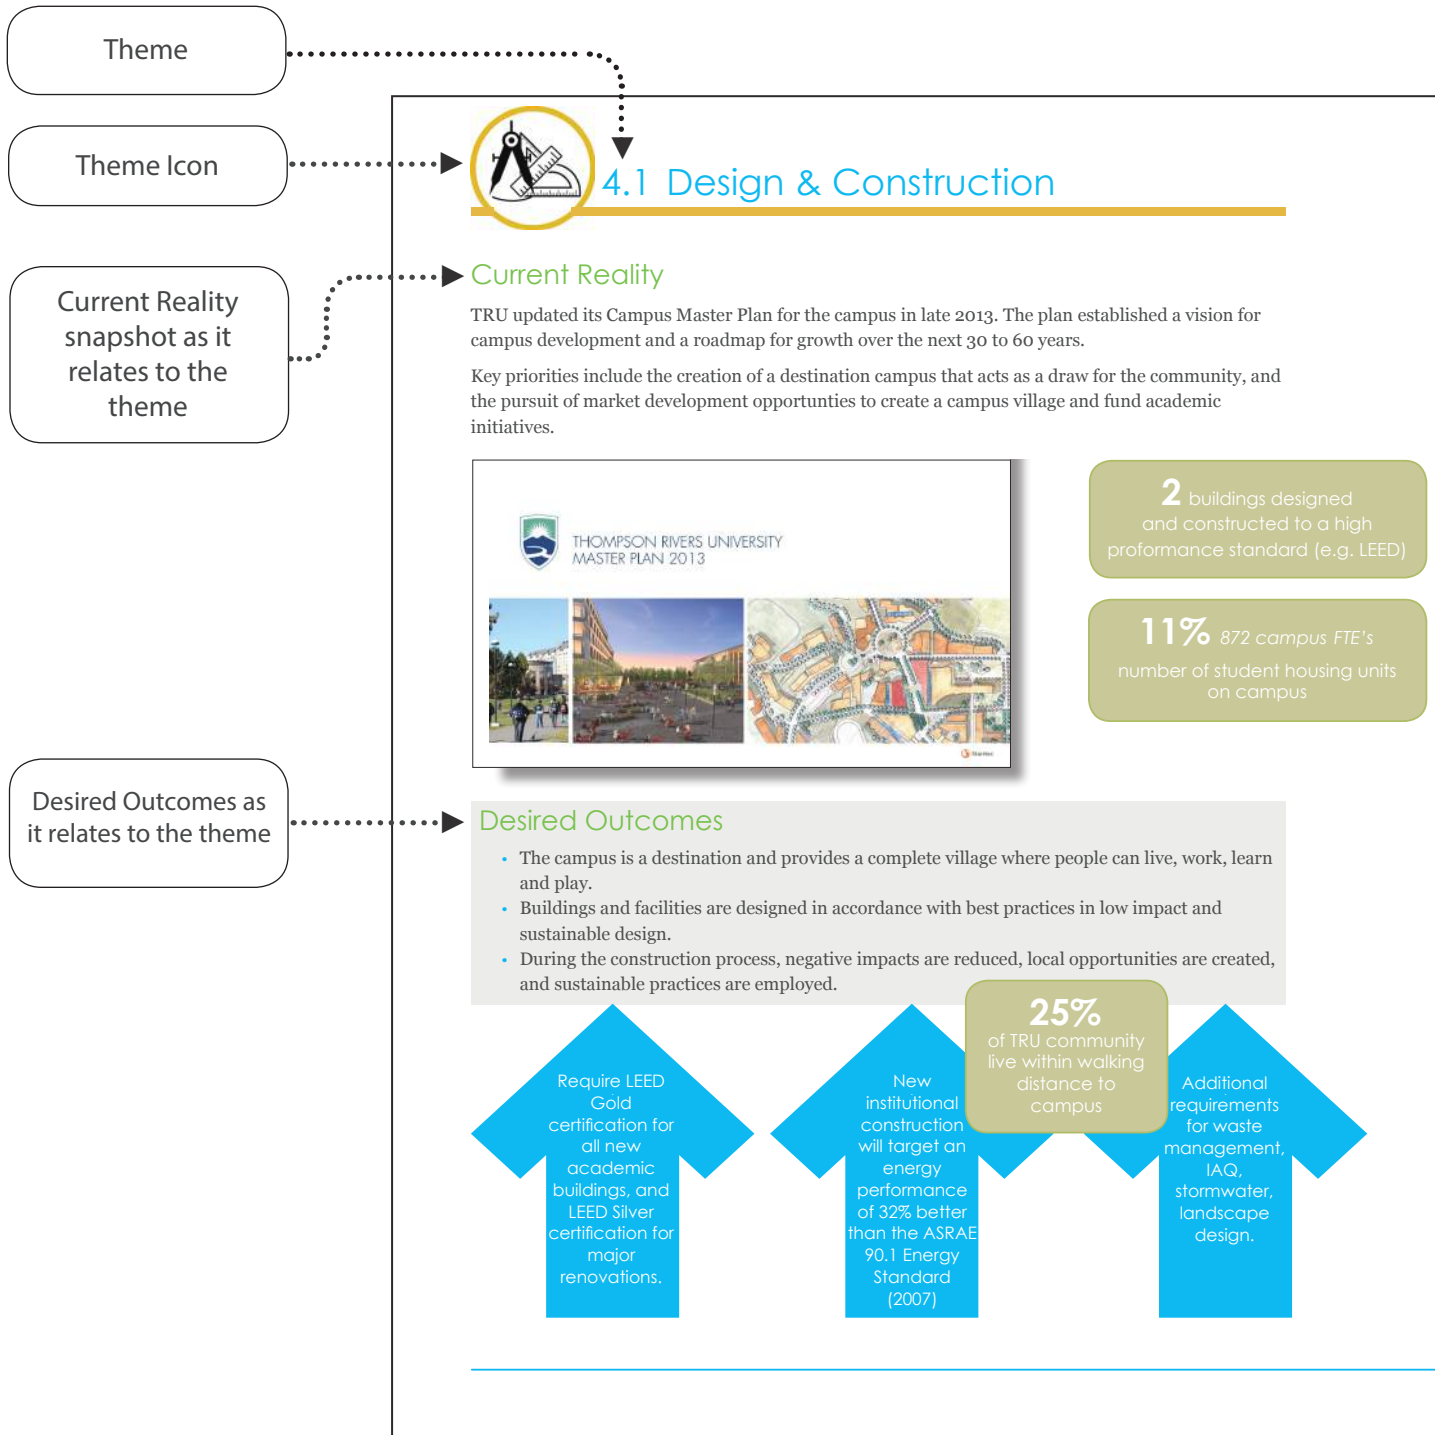 Theme
Theme Icon
4.1 Design & Construction
Current Reality
snapshot as it
relates to the
theme
Current Reality
TRU updated its Campus Master Plan for the campus in late 2013. The plan established a vision for
campus development and a roadmap for growth over the next 30 to 60 years.
Key priorities include the creation of a destination campus that acts as a draw for the community, and
the pursuit of market development opportunties to create a campus village and fund academic
initiatives.
THOMPSON RIVERS UNIVERSITY
MASTER PLAN 2013
2 buildings designed
and constructed to a high
proformance standard (e.g. LEED)
11% 872 campus FTE's
number of student housing units
on campus
Desired Outcomes as
it relates to the theme
Desired Outcomes
• The campus is a destination and provides a complete village where people can live, work, learn
and play.
• Buildings and facilities are designed in accordance with best practices in low impact and
sustainable design.
• During the construction process, negative impacts are reduced, local opportunities are created,
and sustainable practices are employed.
25%
of TRU community
live within walking
distance to
campus
Require LEED
Gold
certification for
all new
academic
buildings, and
LEED Silver
certification for
major
renovations.
New
institutional
construction
will target an
energy
performance
of 32% better
than the ASRAE
90.1 Energy
Standard
(2007)
Additional
requirements
for waste
management,
IAQ,
stormwater,
landscape
design.